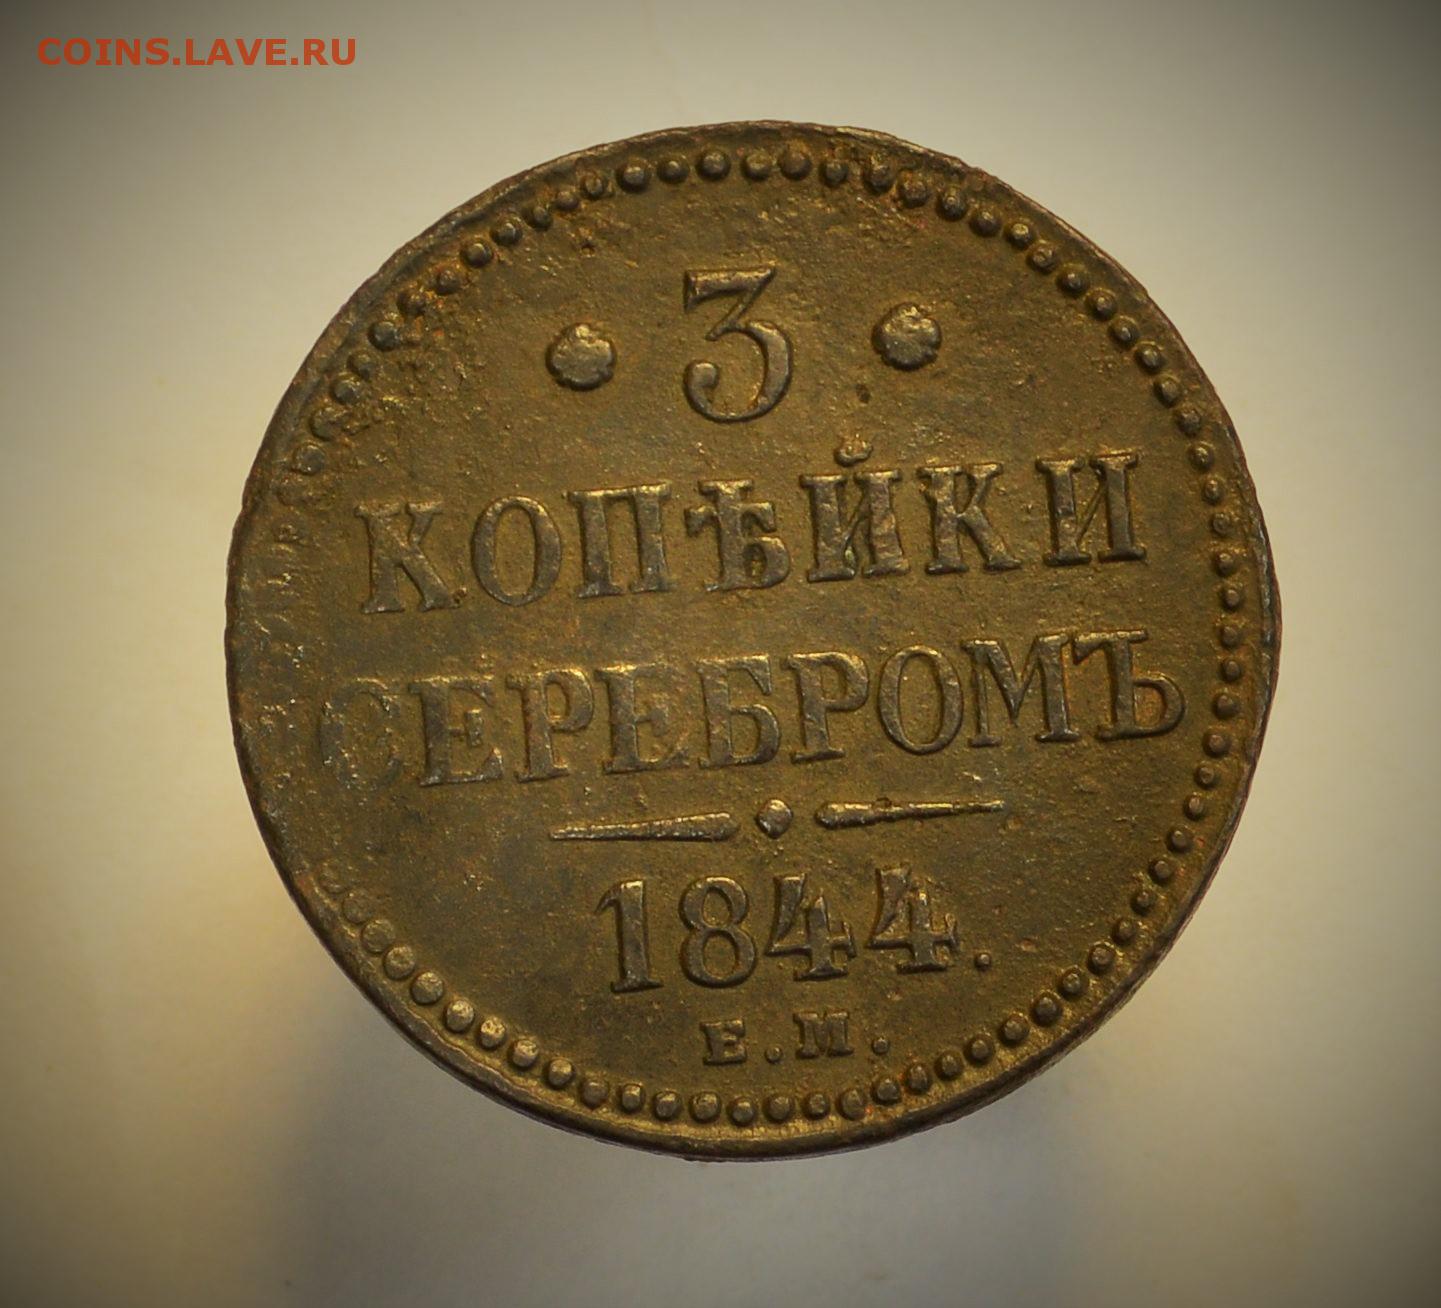 COINS.LAVE.RU
· 3 ·
КОПѢЙКИ
СЕРЕБРОМЪ
1844.
Е.М.